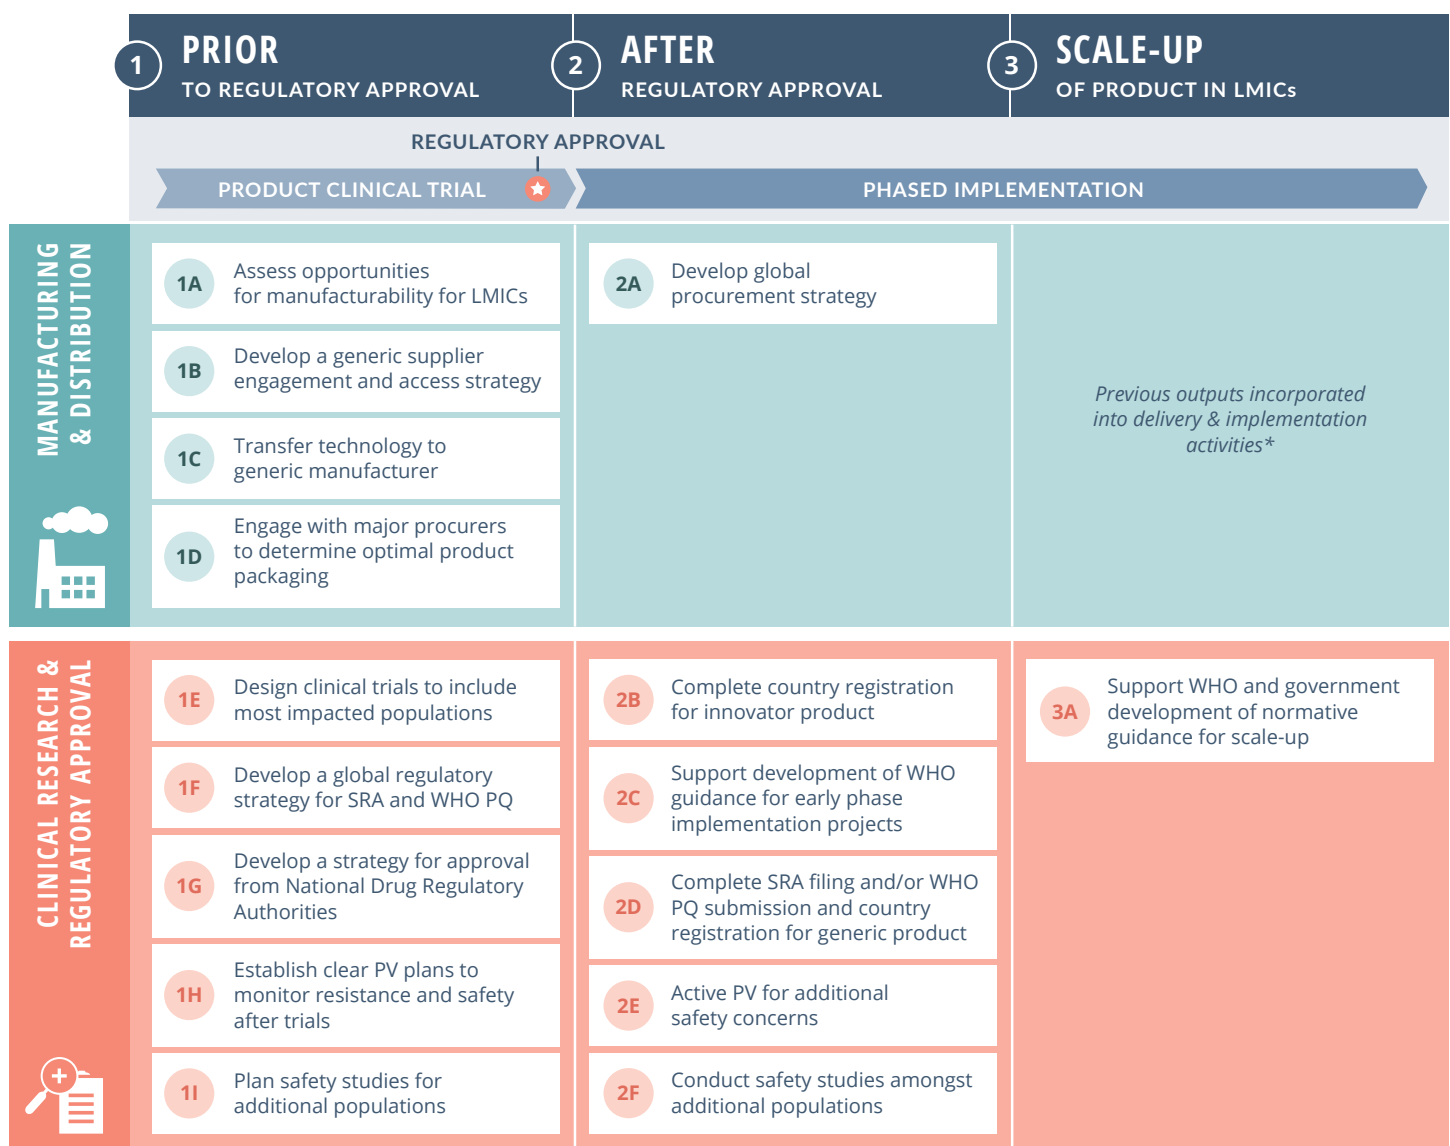 1
PRIOR
TO REGULATORY APPROVAL
2
AFTER
REGULATORY APPROVAL
3
SCALE-UP
OF PRODUCT IN LMICs
REGULATORY APPROVAL
PRODUCT CLINICAL TRIAL
PHASED IMPLEMENTATION
MANUFACTURING
& DISTRIBUTION
1A
Assess opportunities
for manufacturability for LMICs
1B
Develop a generic supplier
engagement and access strategy
1C
Transfer technology to
generic manufacturer
1D
Engage with major procurers
to determine optimal product
packaging
2A
Develop global
procurement strategy
Previous outputs incorporated
into delivery & implementation
activities*
CLINICAL RESEARCH &
REGULATORY APPROVAL
1E
Design clinical trials to include
most impacted populations
1F
Develop a global regulatory
strategy for SRA and WHO PQ
1G
Develop a strategy for approval
from National Drug Regulatory
Authorities
1H
Establish clear PV plans to
monitor resistance and safety
after trials
1I
Plan safety studies for
additional populations
2B
Complete country registration
for innovator product
2C
Support development of WHO
guidance for early phase
implementation projects
2D
Complete SRA filing and/or WHO
PQ submission and country
registration for generic product
2E
Active PV for additional
safety concerns
2F
Conduct safety studies amongst
additional populations
3A
Support WHO and government
development of normative
guidance for scale-up